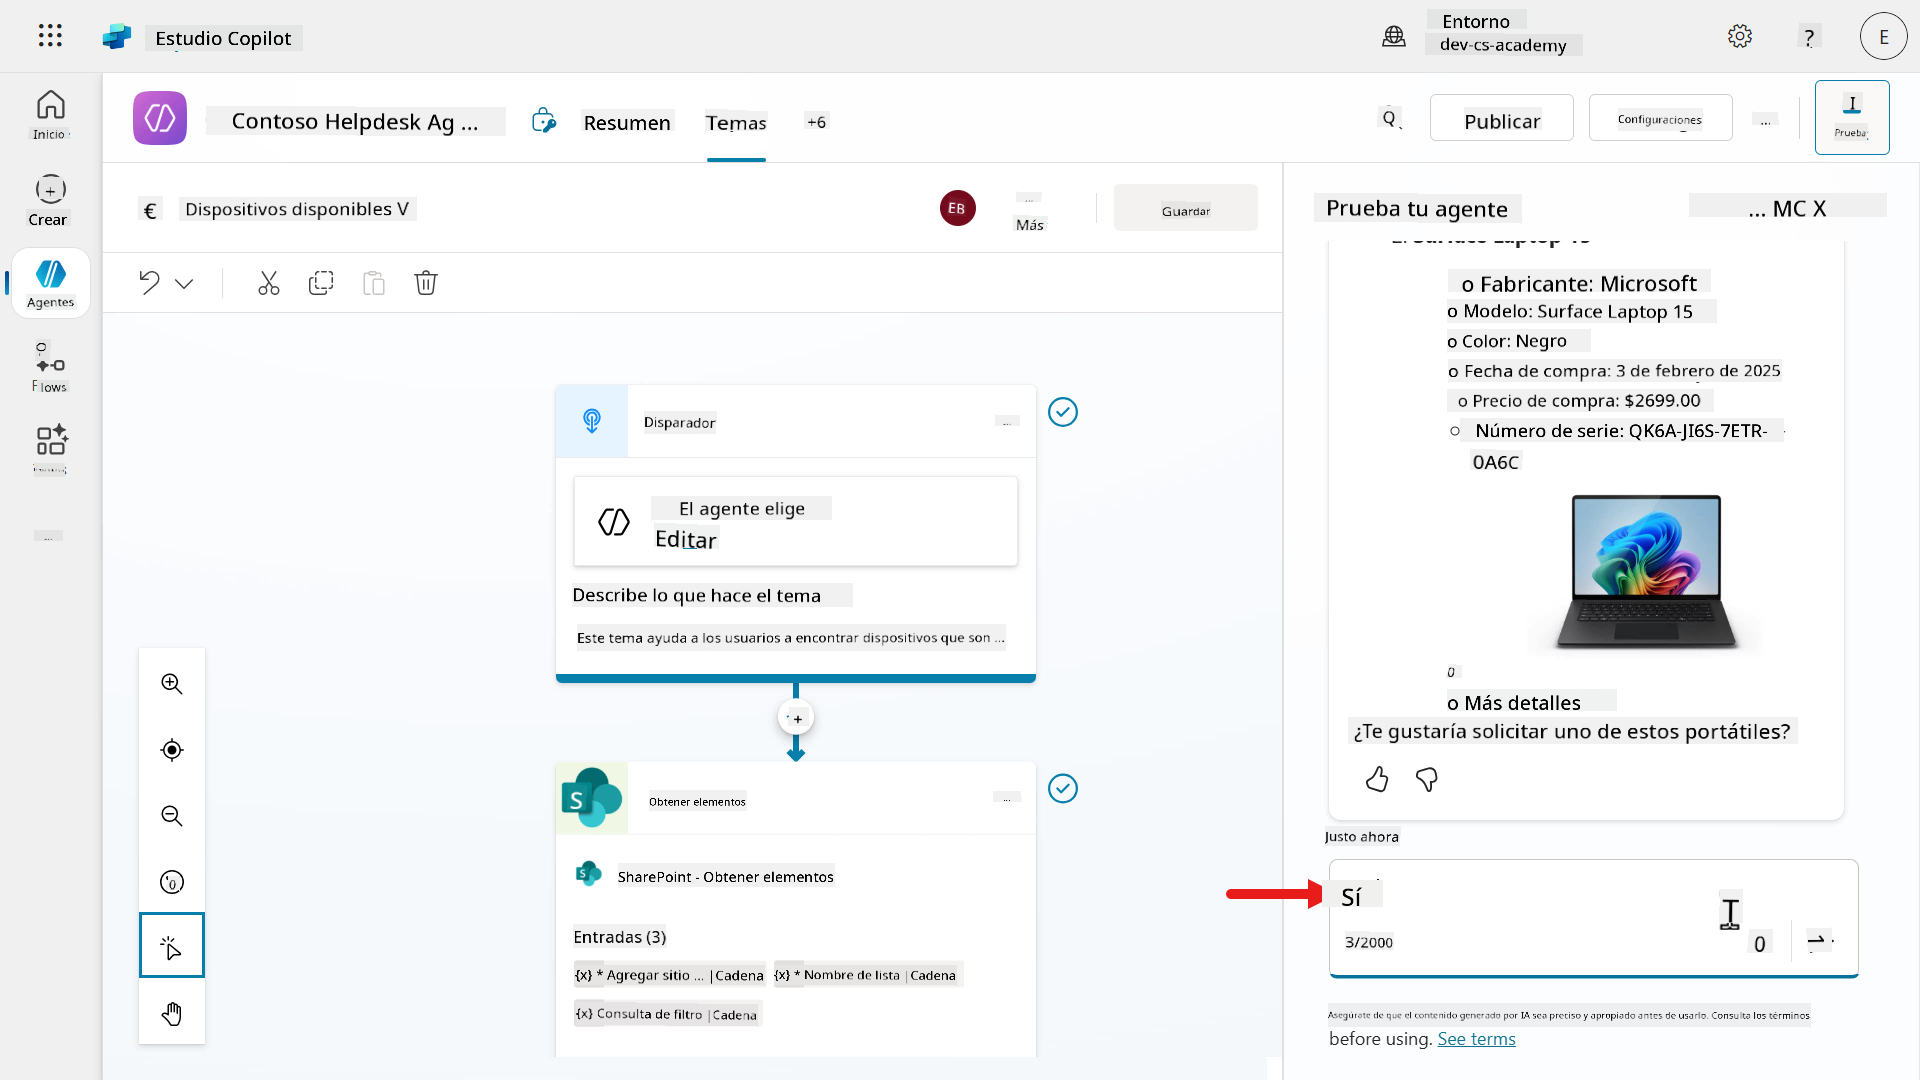 Estudio Copilot
Entorno
dev-cs-academy
?
E
Inicio
Crear
Agentes
Flows
...
Contoso Helpdesk Ag ...
Resumen
Temas
+6
Q
Publicar
Configuraciones
...
I
Prueba
€
Dispositivos disponibles V
EB
...
Más
Guardar
Disparador
...
El agente elige
Editar
Describe lo que hace el tema
Este tema ayuda a los usuarios a encontrar dispositivos que son ...
+
S
Obtener elementos
...
S
SharePoint - Obtener elementos
Entradas (3)
{x} * Agregar sitio ... |Cadena
{x} * Nombre de lista |Cadena
{x} Consulta de filtro |Cadena
Prueba tu agente
... MC X
o Fabricante: Microsoft
o Modelo: Surface Laptop 15
o Color: Negro
o Fecha de compra: 3 de febrero de 2025
o Precio de compra: $2699.00
o Número de serie: QK6A-JI6S-7ETR-
0A6C
0
o Más detalles
¿Te gustaría solicitar uno de estos portátiles?
Justo ahora
Sí
3/2000
0
Asegúrate de que el contenido generado por IA sea preciso y apropiado antes de usarlo. Consulta los términos
before using. See terms